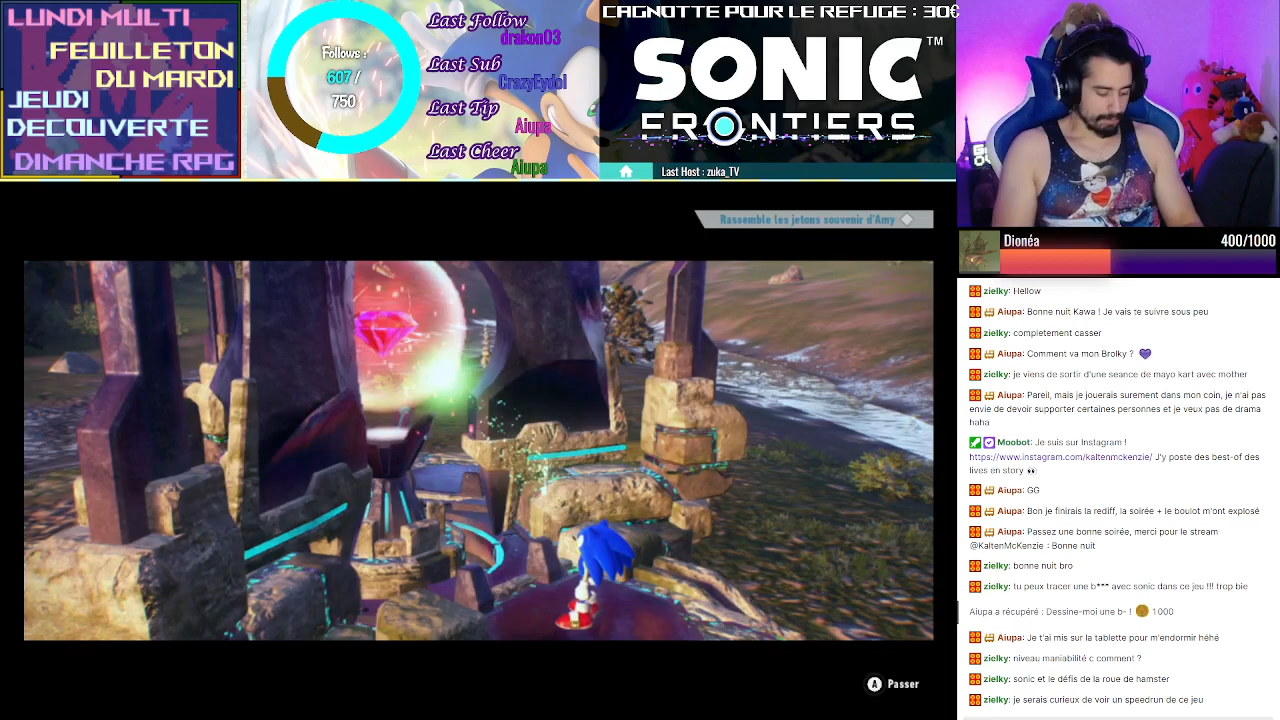 LUNDI MULTI
FEUILLETON
DU MARDI
JEUDI
DECOUVERTE
DIMANCHE RPG
Follows :
607 /
750
Last Follow
drakon03
Last Sub
CrazyEydol
Last Tip
Aiupa
Last Cheer
Aiupa
CAGNOTTE POUR LE REFUGE : 30€
SONIC™
FRONTIERS
Last Host : zuka_TV
Dionéa 400/1000
Rassemble les jetons souvenir d'Amy
A Passer
zielky: Hellow
Aiupa: Bonne nuit Kawa ! Je vais te suivre sous peu
zielky: completement casser
Aiupa: Comment va mon Brolky ? 💜
zielky: je viens de sortir d'une seance de mayo kart avec mother
Aiupa: Pareil, mais je jouerais surement dans mon coin, je n'ai pas
envie de devoir supporter certaines personnes et je veux pas de drama
haha
Moobot: Je suis sur Instagram !
https://www.instagram.com/kaltenmckenzie/ J'y poste des best-of des
lives en story 👀
Aiupa: GG
Aiupa: Bon je finirais la rediff, la soirée + le boulot m'ont explosé
Aiupa: Passez une bonne soirée, merci pour le stream
@KaltenMcKenzie : Bonne nuit
zielky: bonne nuit bro
zielky: tu peux tracer une b*** avec sonic dans ce jeu !!! trop bie
Aiupa a récupéré : Dessine-moi une b- ! 1 000
Aiupa: Je t'ai mis sur la tablette pour m'endormir héhé
zielky: niveau maniabilité c comment ?
zielky: sonic et le défis de la roue de hamster
zielky: je serais curieux de voir un speedrun de ce jeu